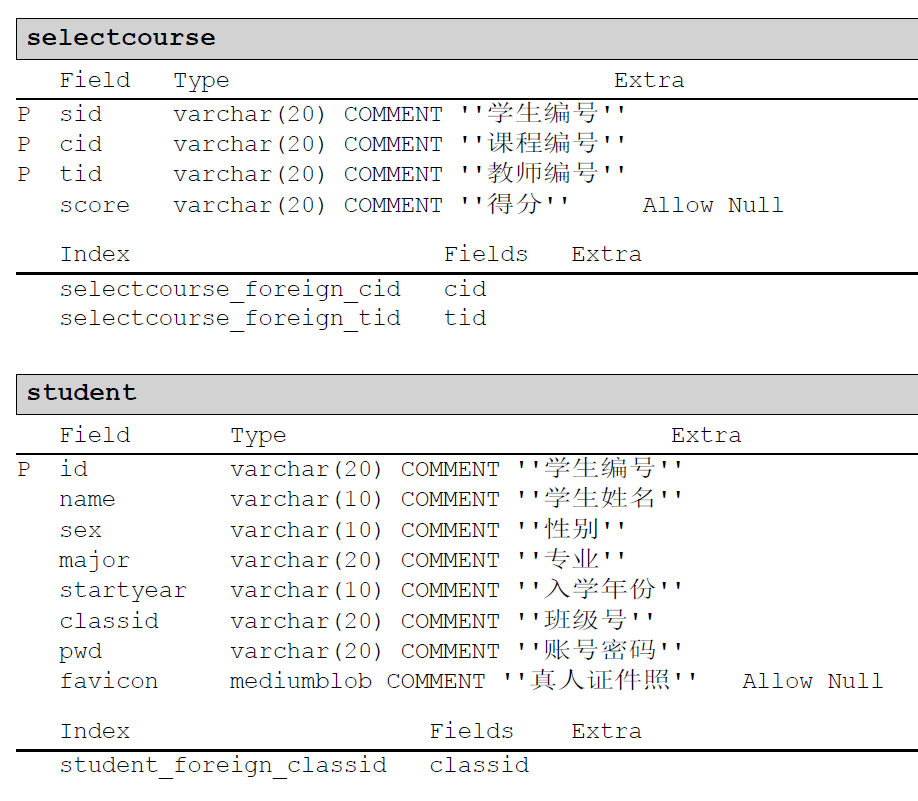 selectcourse
Field Type Extra
P sid varchar(20) COMMENT ''学生编号''
P cid varchar(20) COMMENT ''课程编号''
P tid varchar(20) COMMENT ''教师编号''
score varchar(20) COMMENT ''得分'' Allow Null
Index Fields Extra
selectcourse_foreign_cid cid
selectcourse_foreign_tid tid
student
Field Type Extra
P id varchar(20) COMMENT ''学生编号''
name varchar(10) COMMENT ''学生姓名''
sex varchar(10) COMMENT ''性别''
major varchar(20) COMMENT ''专业''
startyear varchar(10) COMMENT ''入学年份''
classid varchar(20) COMMENT ''班级号''
pwd varchar(20) COMMENT ''账号密码''
favicon mediumblob COMMENT ''真人证件照'' Allow Null
Index Fields Extra
student_foreign_classid classid